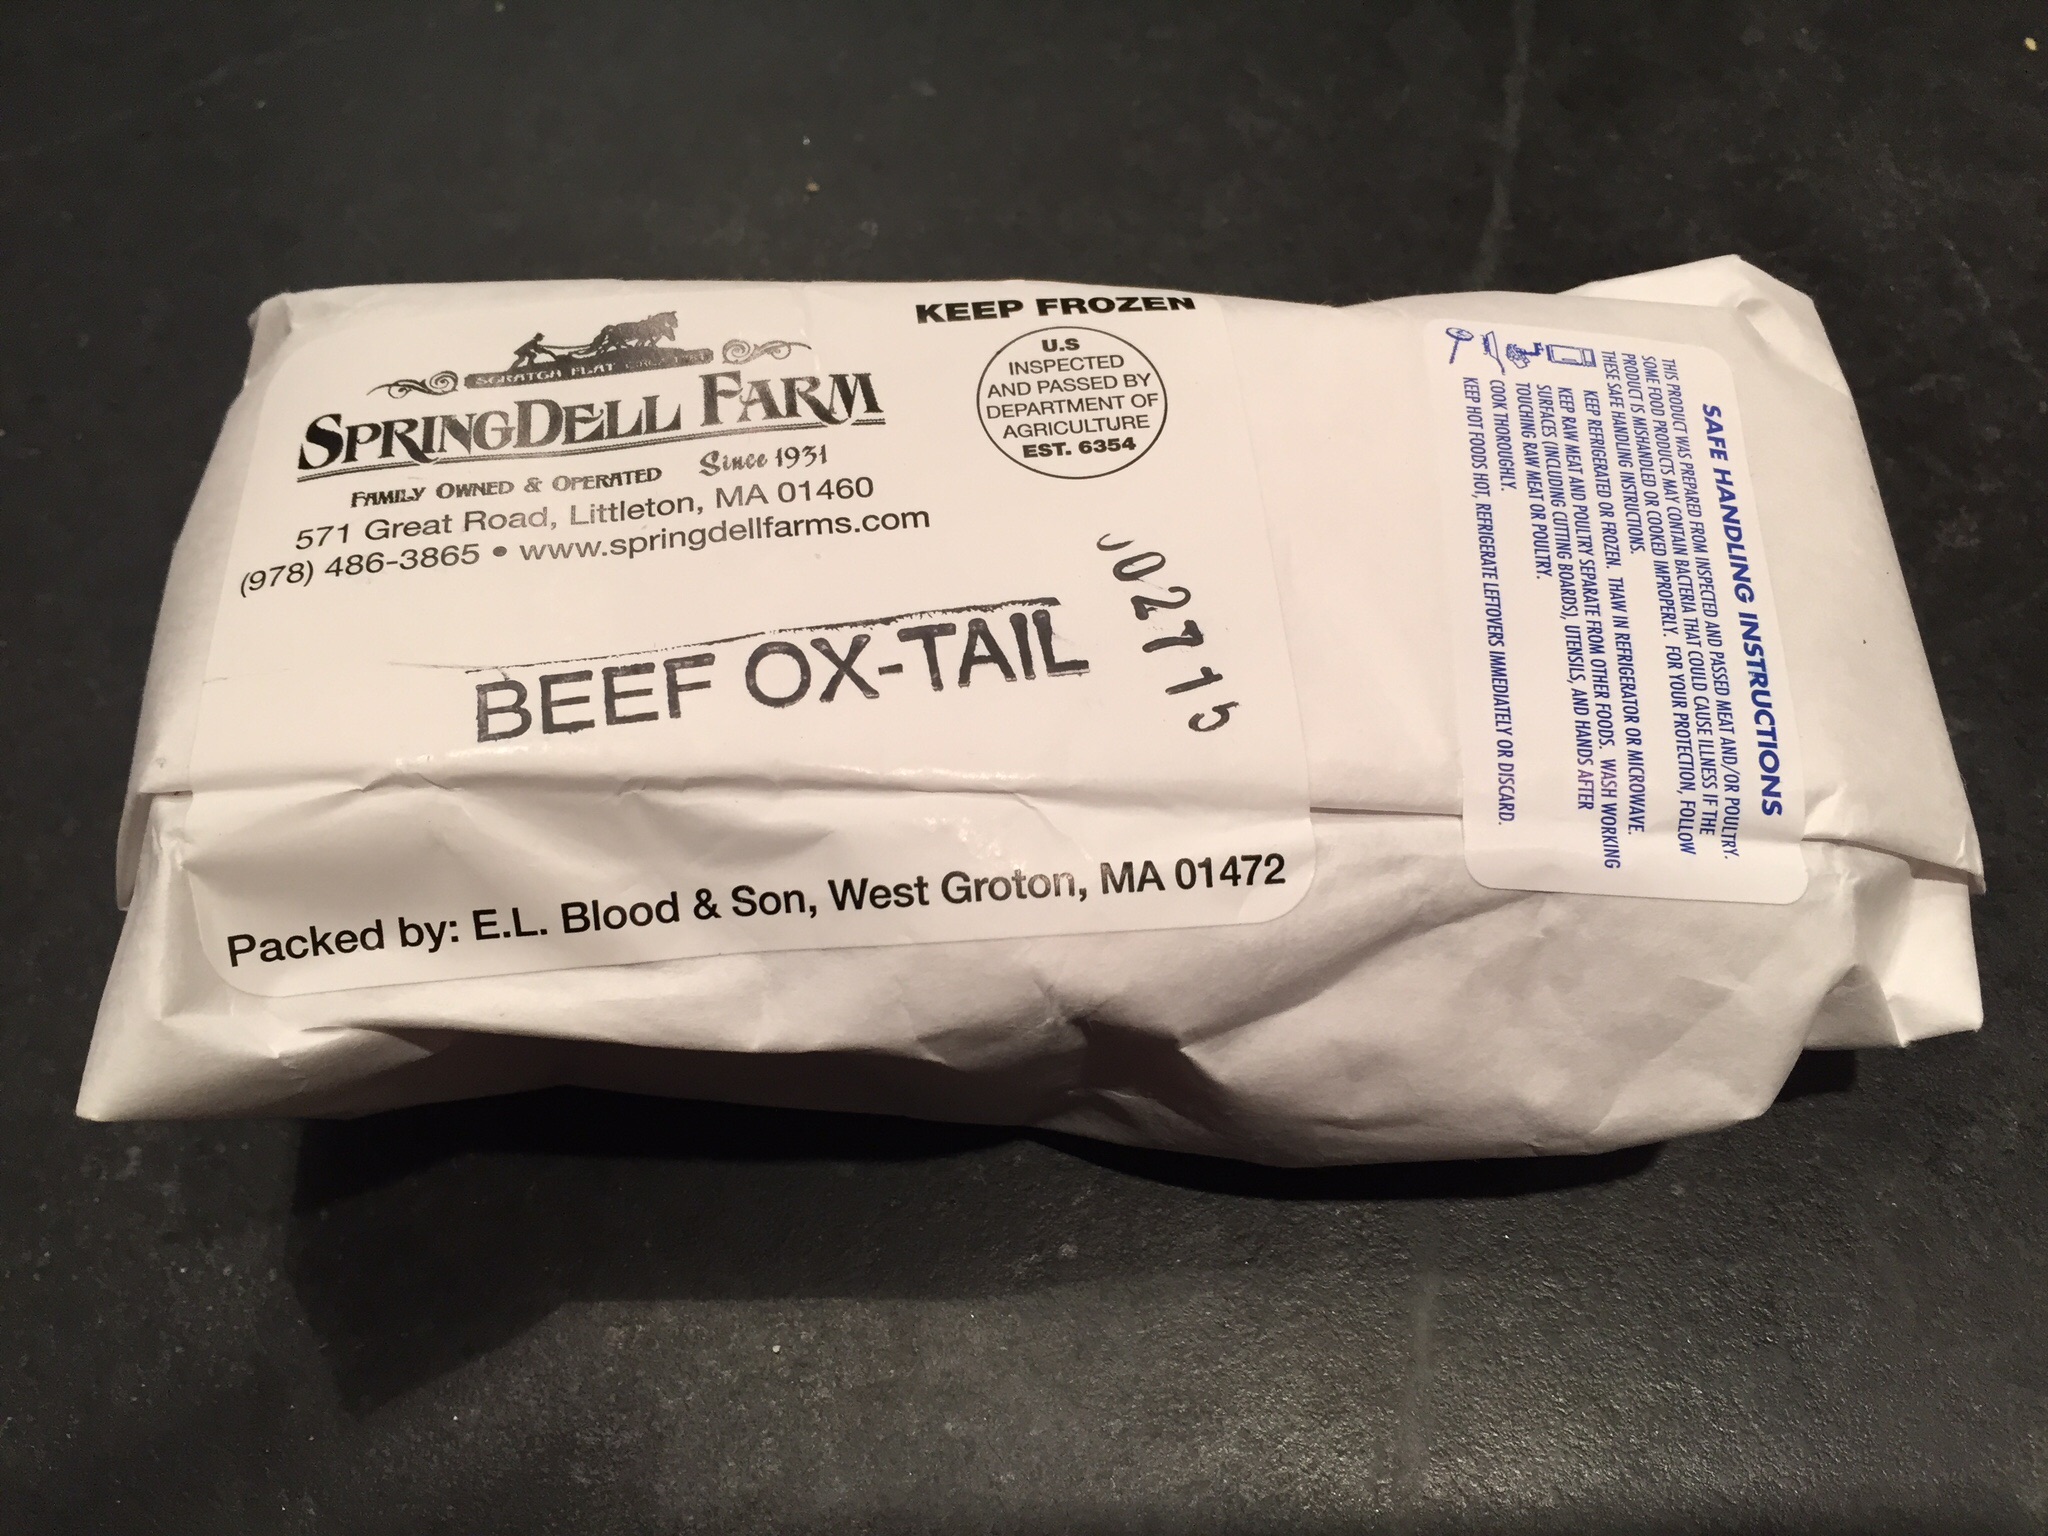 SCRATCH FLAT
SPRINGDELL FARM
FAMILY OWNED & OPERATED Since 1931
571 Great Road, Littleton, MA 01460
(978) 486-3865 • www.springdellfarms.com
KEEP FROZEN
U.S
INSPECTED
AND PASSED BY
DEPARTMENT OF
AGRICULTURE
EST. 6354
BEEF OX-TAIL
02715
Packed by: E.L. Blood & Son, West Groton, MA 01472
SAFE HANDLING INSTRUCTIONS
THIS PRODUCT WAS PREPARED FROM INSPECTED AND PASSED MEAT AND/OR POULTRY.
SOME FOOD PRODUCTS MAY CONTAIN BACTERIA THAT COULD CAUSE ILLNESS IF THE
PRODUCT IS MISHANDLED OR COOKED IMPROPERLY. FOR YOUR PROTECTION, FOLLOW
THESE SAFE HANDLING INSTRUCTIONS.
KEEP REFRIGERATED OR FROZEN. THAW IN REFRIGERATOR OR MICROWAVE.
KEEP RAW MEAT AND POULTRY SEPARATE FROM OTHER FOODS. WASH WORKING
SURFACES (INCLUDING CUTTING BOARDS), UTENSILS, AND HANDS AFTER
TOUCHING RAW MEAT OR POULTRY.
COOK THOROUGHLY.
KEEP HOT FOODS HOT, REFRIGERATE LEFTOVERS IMMEDIATELY OR DISCARD.